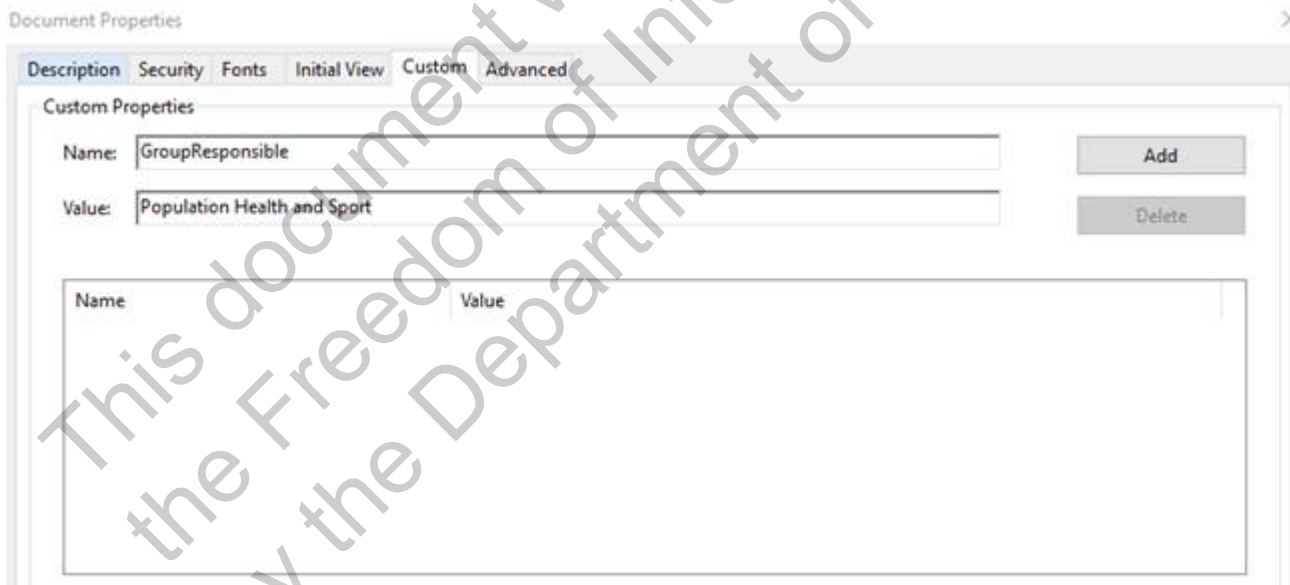 Document Properties
Description Security Fonts Initial View Custom Advanced
Custom Properties
Name: GroupResponsible Add
Value: Population Health and Sport Delete
Name Value
This document
the Freedom of
by the Department of